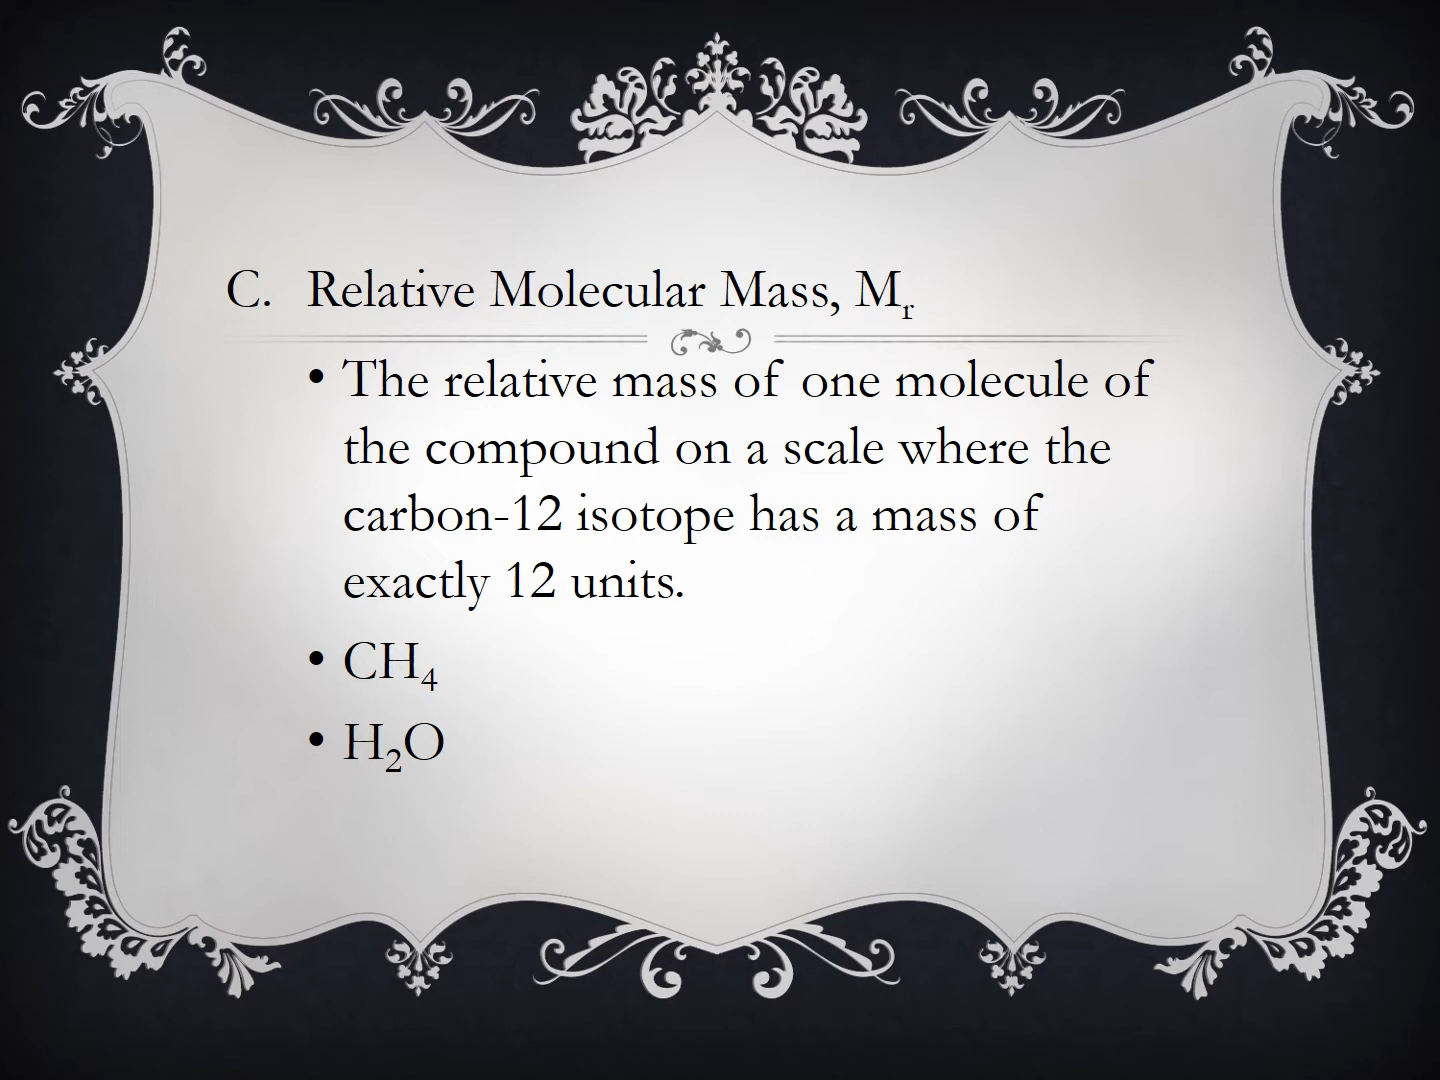 C. Relative Molecular Mass, Mᵣ
• The relative mass of one molecule of
the compound on a scale where the
carbon-12 isotope has a mass of
exactly 12 units.
• CH₄
• H₂O